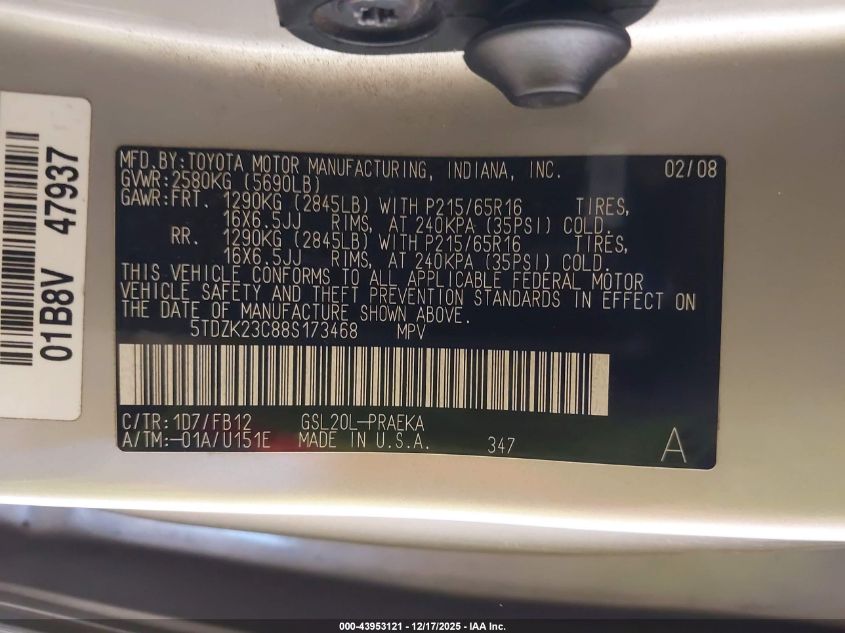 01B8V 47937
MFD.BY:TOYOTA MOTOR MANUFACTURING, INDIANA, INC. 02/08
GVWR:2580KG (5690LB)
GAWR:FRT. 1290KG (2845LB) WITH P215/65R16 TIRES,
16X6.5JJ RIMS, AT 240KPA (35PSI) COLD.
RR. 1290KG (2845LB) WITH P215/65R16 TIRES,
16X6.5JJ RIMS, AT 240KPA (35PSI) COLD.
THIS VEHICLE CONFORMS TO ALL APPLICABLE FEDERAL MOTOR
VEHICLE SAFETY AND THEFT PREVENTION STANDARDS IN EFFECT ON
THE DATE OF MANUFACTURE SHOWN ABOVE.
5TDZK23C88S173468 MPV
C/TR:1D7/FB12 GSL20L-PRAEKA
A/TM:-01A/U151E MADE IN U.S.A. 347 A
000-43953121 - 12/17/2025 - IAA Inc.